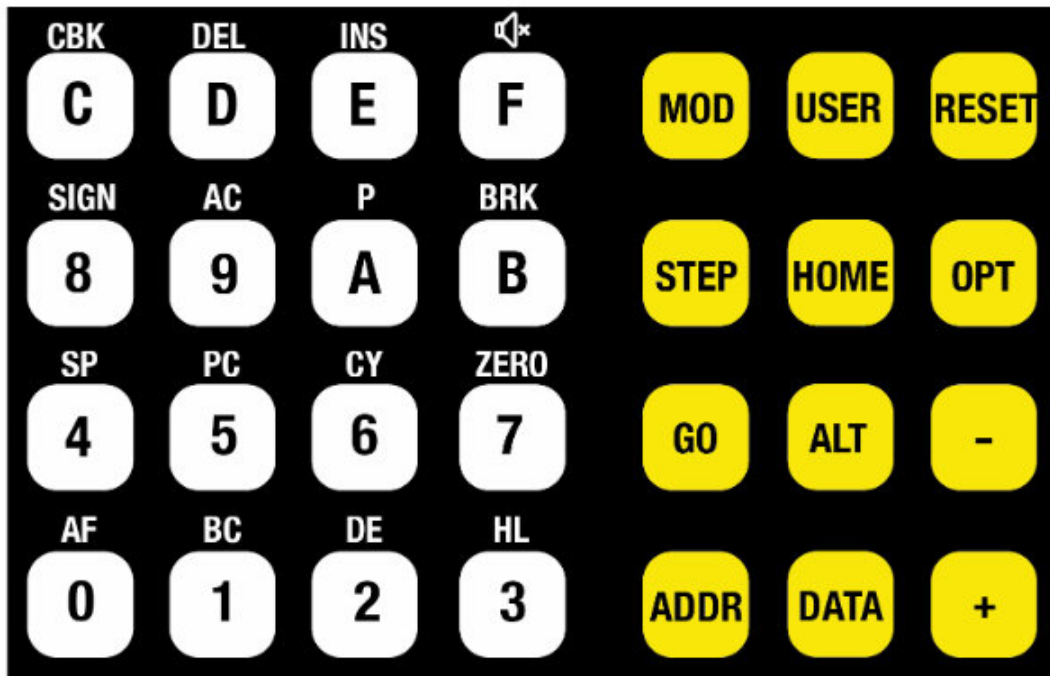 CBK DEL INS
C D E F MOD USER RESET
SIGN AC P BRK
8 9 A B STEP HOME OPT
SP PC CY ZERO
4 5 6 7 GO ALT -
AF BC DE HL
0 1 2 3 ADDR DATA +